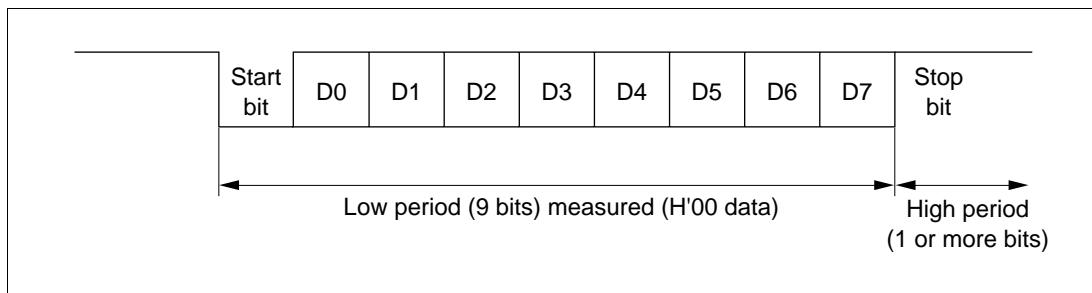 Start bit D0 D1 D2 D3 D4 D5 D6 D7 Stop bit
Low period (9 bits) measured (H'00 data)
High period
(1 or more bits)